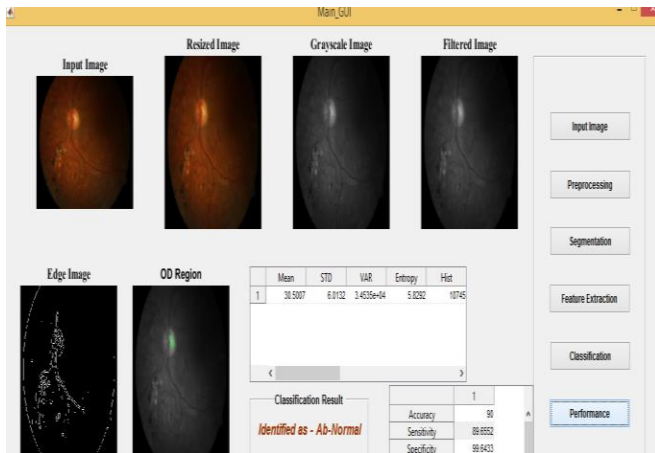 Main_GUI
Input Image
Resized Image
Grayscale Image
Filtered Image
Input Image
Preprocessing
Segmentation
Feature Extraction
Classification
Performance
Edge Image
OD Region
Mean STD VAR Entropy Hist
1 30.5007 6.0132 3.4535e+04 5.8292 10745
Classification Result
Identified as - Ab-Normal
1
Accuracy 90
Sensitivity 89.6552
Specificity 99.6433